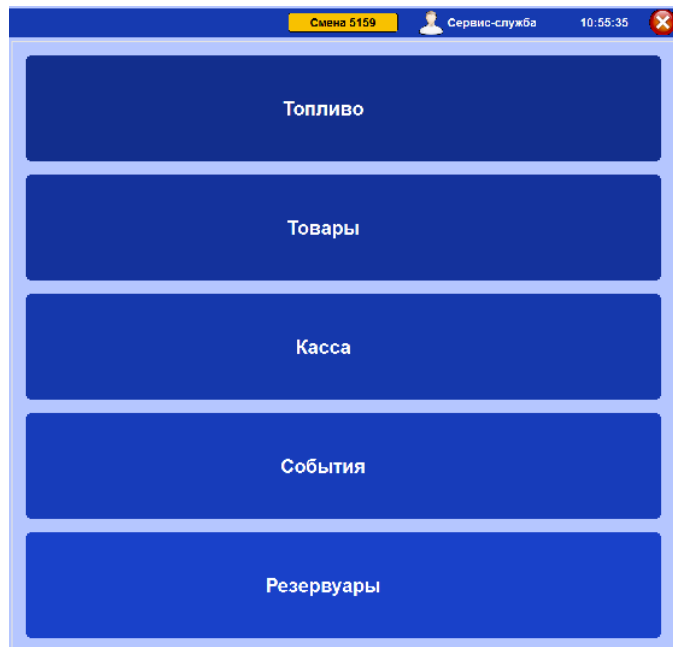 Смена 5159 Сервис-служба 10:55:35
Топливо
Товары
Касса
События
Резервуары